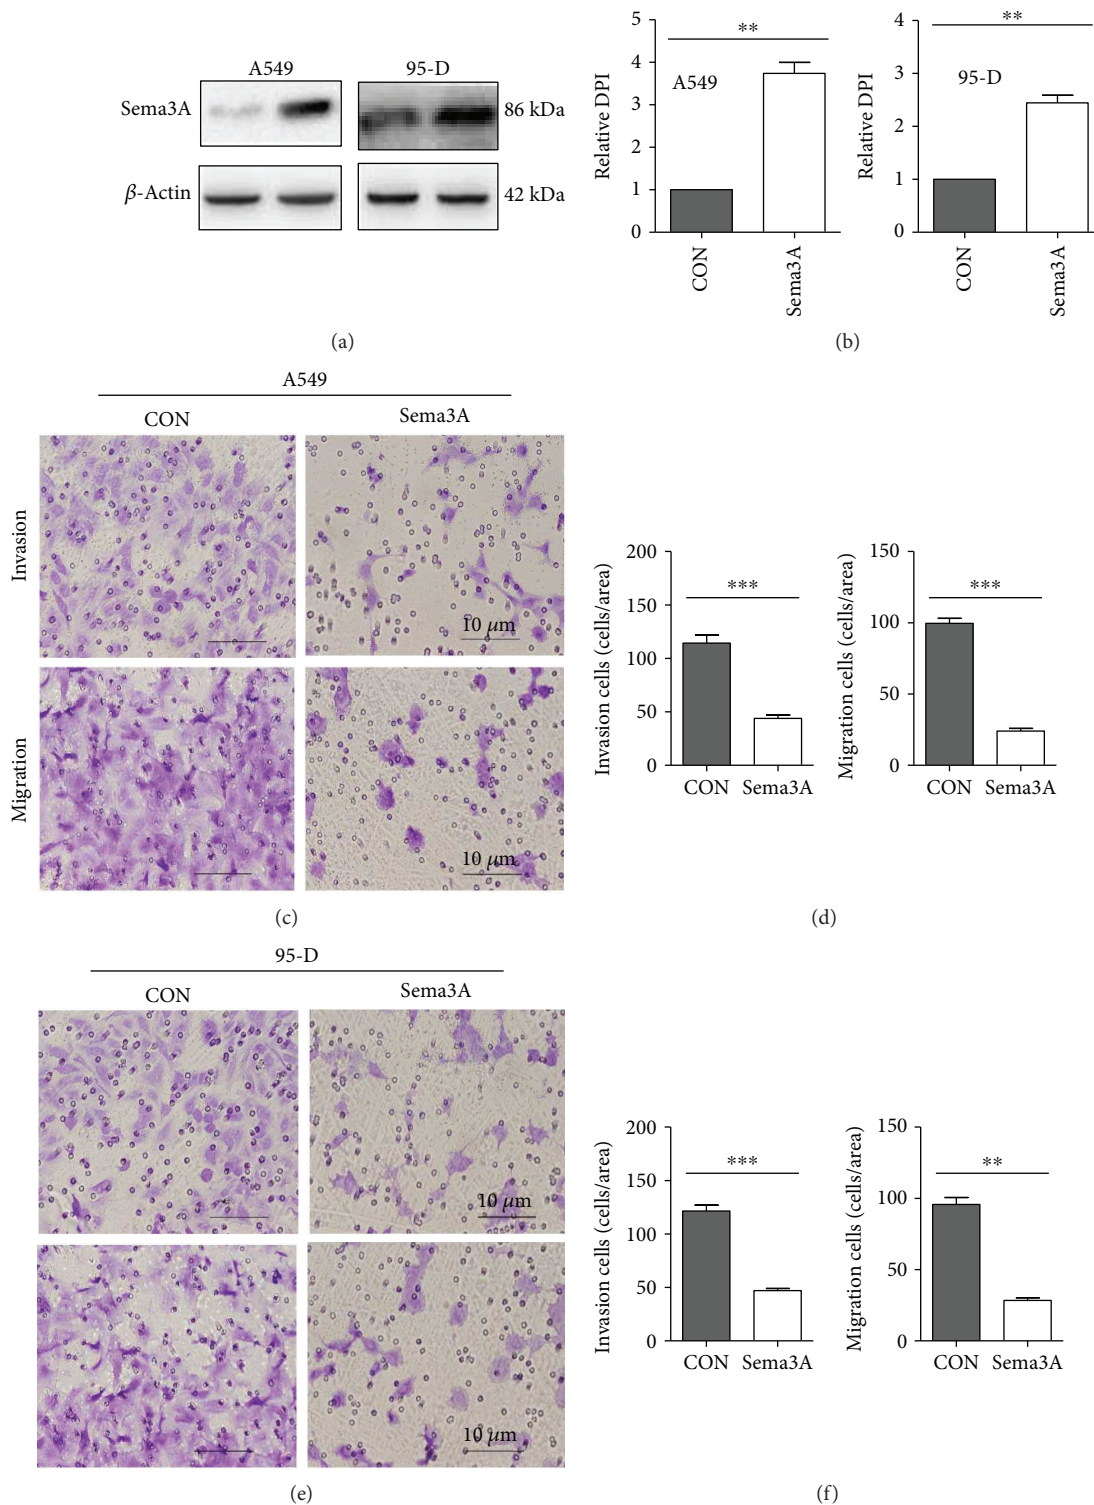 A549
95-D
Sema3A
86 kDa
β-Actin
42 kDa
(a)
5
4
3
2
1
0
Relative DPI
A549
**
CON
Sema3A
4
3
2
1
0
Relative DPI
95-D
**
CON
Sema3A
(b)
A549
CON
Sema3A
Invasion
10 μm
Migration
10 μm
(c)
200
150
100
50
0
Invasion cells (cells/area)
***
CON Sema3A
150
100
50
0
Migration cells (cells/area)
***
CON Sema3A
(d)
95-D
CON
Sema3A
10 μm
10 μm
(e)
200
150
100
50
0
Invasion cells (cells/area)
***
CON Sema3A
150
100
50
0
Migration cells (cells/area)
**
CON Sema3A
(f)